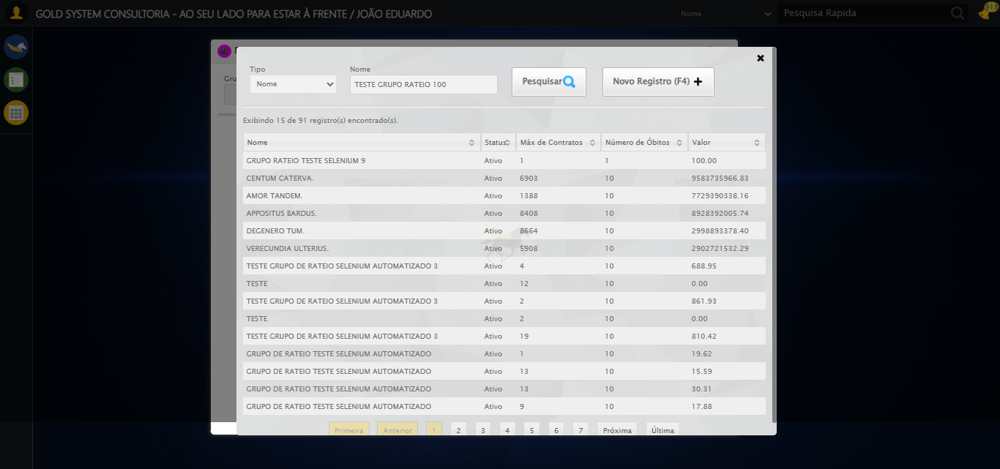 GOLD SYSTEM CONSULTORIA - AO SEU LADO PARA ESTAR À FRENTE / JOÃO EDUARDO Nome Pesquisa Rapida 918
Gru
Tipo Nome
Nome TESTE GRUPO RATEIO 100 Pesquisar Novo Registro (F4)
Exibindo 15 de 91 registro(s) encontrado(s).
Nome Status Máx de Contratos Número de Óbitos Valor
GRUPO RATEIO TESTE SELENIUM 9 Ativo 1 1 100.00
CENTUM CATERVA. Ativo 6903 10 9583735966.83
AMOR TANDEM. Ativo 1388 10 7729390338.16
APPOSITUS BARDUS. Ativo 8408 10 8928392005.74
DEGENERO TUM. Ativo 8664 10 2998893378.40
VERECUNDIA ULTERIUS. Ativo 5908 10 2902721532.29
TESTE GRUPO DE RATEIO SELENIUM AUTOMATIZADO 3 Ativo 4 10 688.95
TESTE Ativo 12 10 0.00
TESTE GRUPO DE RATEIO SELENIUM AUTOMATIZADO 3 Ativo 2 10 861.93
TESTE Ativo 2 10 0.00
TESTE GRUPO DE RATEIO SELENIUM AUTOMATIZADO 3 Ativo 19 10 810.42
GRUPO DE RATEIO TESTE SELENIUM AUTOMATIZADO Ativo 1 10 19.62
GRUPO DE RATEIO TESTE SELENIUM AUTOMATIZADO Ativo 13 10 15.59
GRUPO DE RATEIO TESTE SELENIUM AUTOMATIZADO Ativo 13 10 30.31
GRUPO DE RATEIO TESTE SELENIUM AUTOMATIZADO Ativo 9 10 17.88
Primeira Anterior 1 2 3 4 5 6 7 Próxima Última